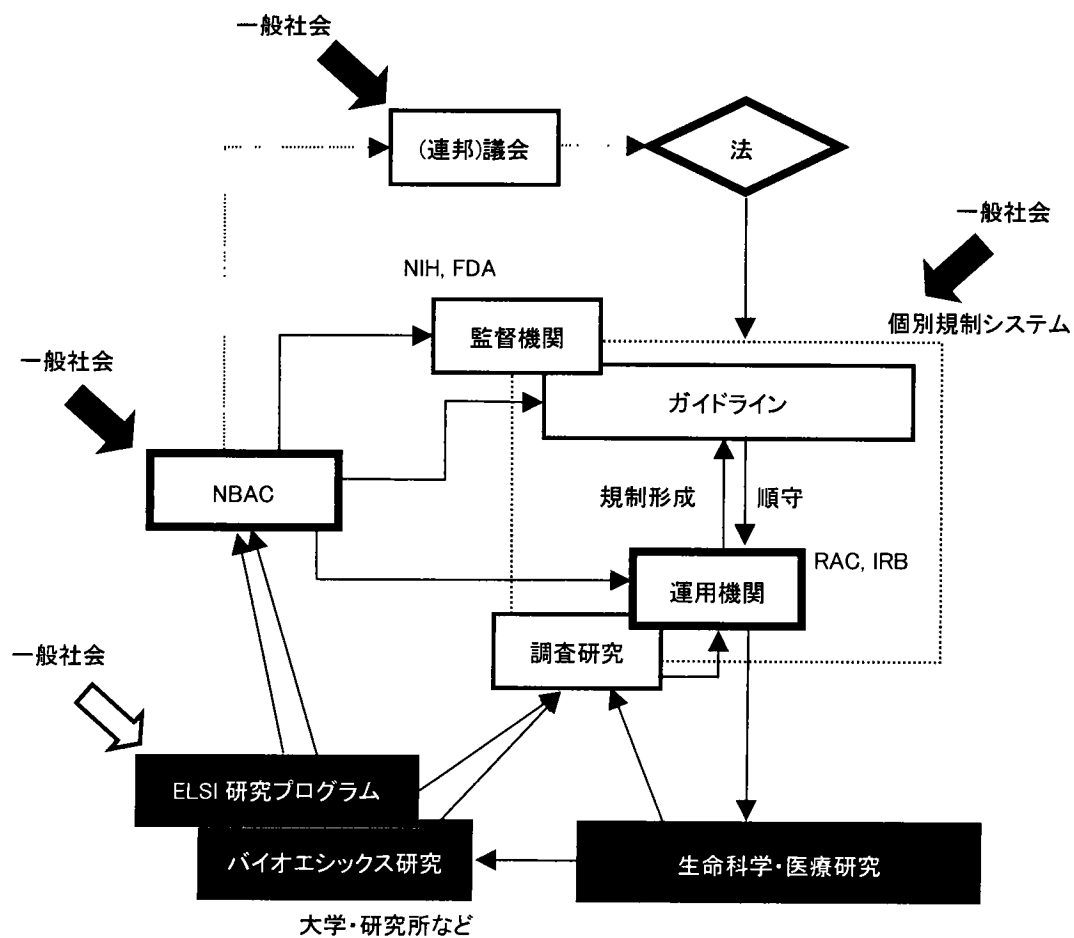 一般社会
(連邦)議会
法
一般社会
NIH, FDA
個別規制システム
監督機関
一般社会
ガイドライン
NBAC
規制形成
順守
RAC, IRB
運用機関
一般社会
調査研究
ELSI 研究プログラム
バイオエシックス研究
生命科学・医療研究
大学・研究所など